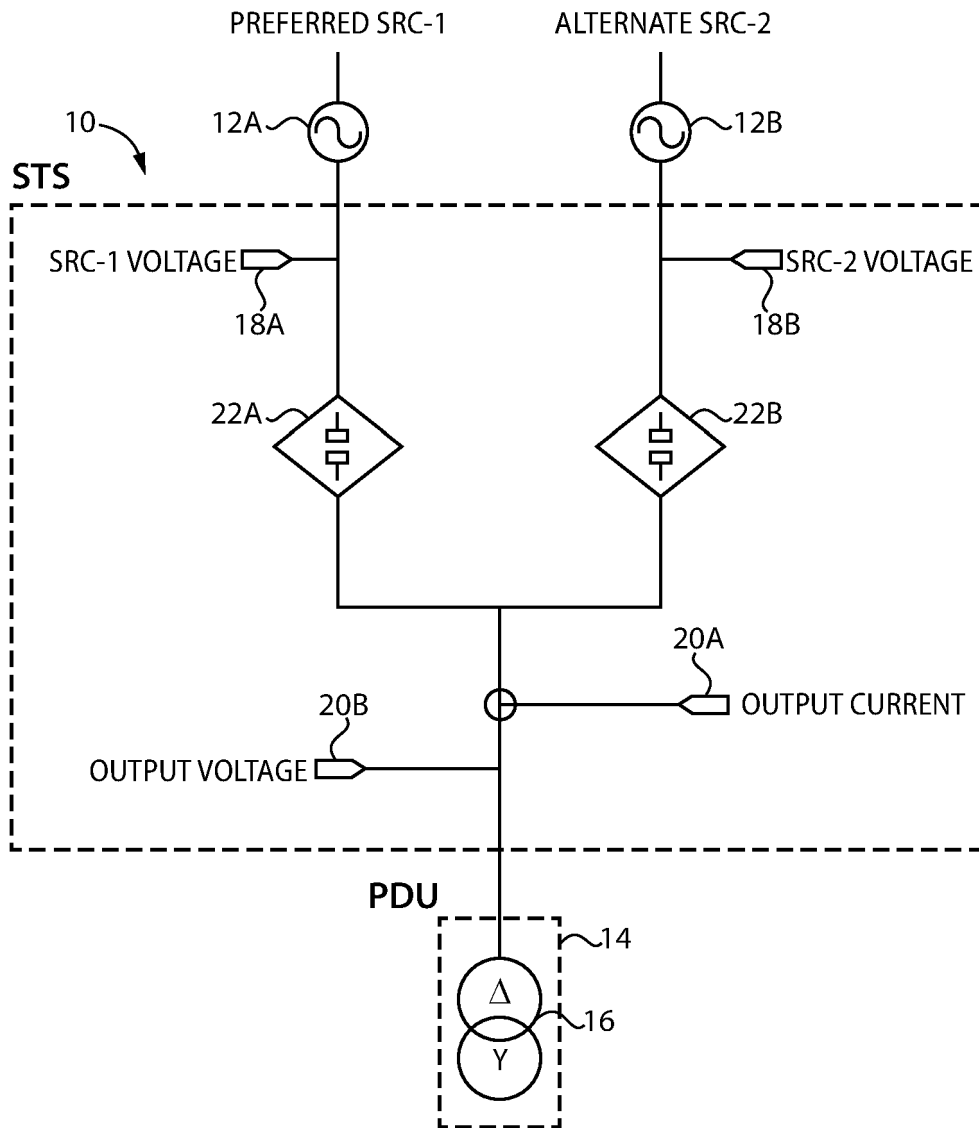 PREFERRED SRC-1
ALTERNATE SRC-2
12A
12B
10
STS
SRC-1 VOLTAGE
SRC-2 VOLTAGE
18A
18B
22A
22B
20A
OUTPUT CURRENT
20B
OUTPUT VOLTAGE
PDU
14
Δ
16
Y